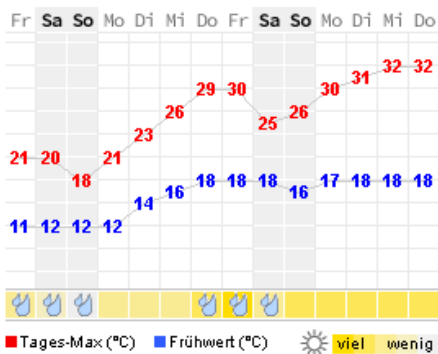 Fr Sa So Mo Di Mi Do Fr Sa So Mo Di Mi Do
21 20 18 21 23 26 29 30 25 26 30 31 32 32
11 12 12 12 14 16 18 18 18 16 17 18 18 18
Tages-Max (°C) Frühwert (°C) viel wenig